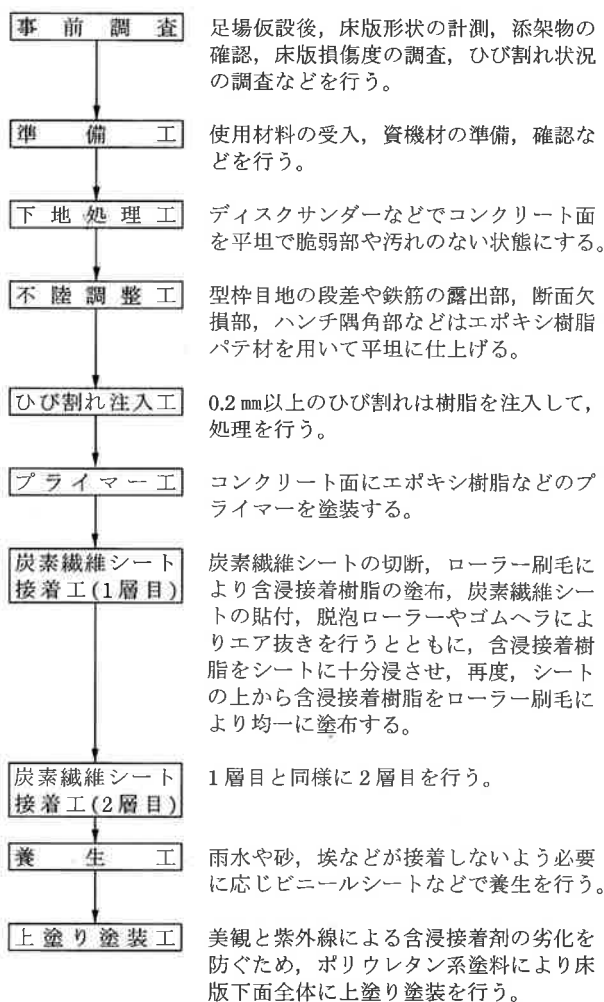 事前調査
足場仮設後，床版形状の計測，添架物の
確認，床版損傷度の調査，ひび割れ状況
の調査などを行う。
準備工
使用材料の受入，資機材の準備，確認な
どを行う。
下地処理工
ディスクサンダーなどでコンクリート面
を平坦で脆弱部や汚れのない状態にする。
不陸調整工
型枠目地の段差や鉄筋の露出部，断面欠
損部，ハンチ隅角部などはエポキシ樹脂
パテ材を用いて平坦に仕上げる。
ひび割れ注入工
0.2㎜以上のひび割れは樹脂を注入して，
処理を行う。
プライマー工
コンクリート面にエポキシ樹脂などのプ
ライマーを塗装する。
炭素繊維シート
接着工(1層目)
炭素繊維シートの切断，ローラー刷毛に
より含浸接着樹脂の塗布，炭素繊維シー
トの貼付，脱泡ローラーやゴムヘラによ
りエア抜きを行うとともに，含浸接着樹
脂をシートに十分浸させ，再度，シート
の上から含浸接着樹脂をローラー刷毛に
より均一に塗布する。
炭素繊維シート
接着工(2層目)
1層目と同様に2層目を行う。
養生工
雨水や砂，埃などが接着しないよう必要
に応じビニールシートなどで養生を行う。
上塗り塗装工
美観と紫外線による含浸接着剤の劣化を
防ぐため，ポリウレタン系塗料により床
版下面全体に上塗り塗装を行う。